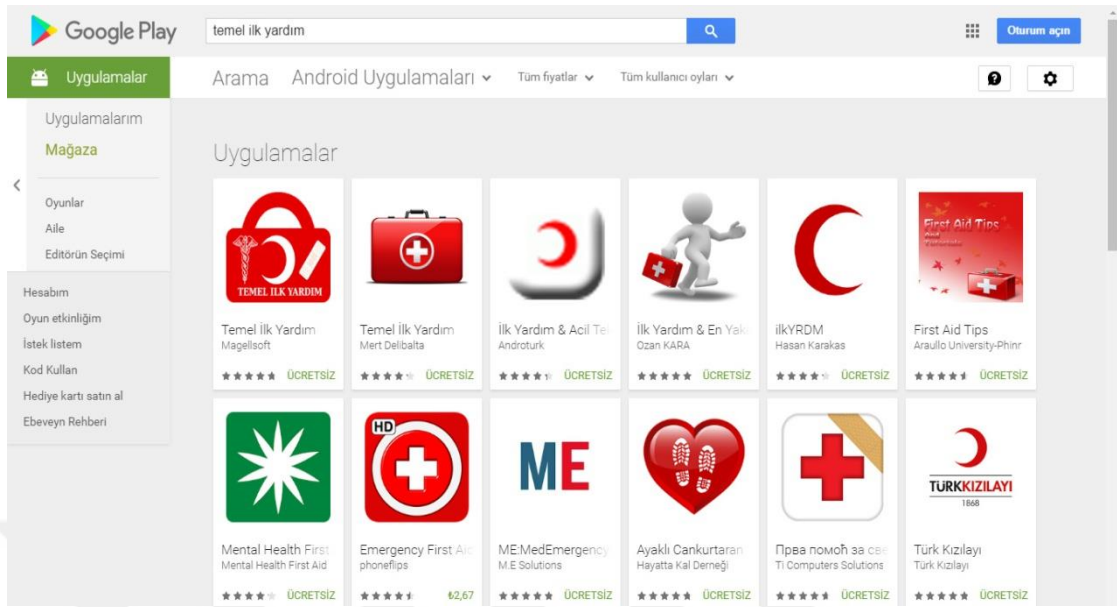 Google Play
temel ilk yardım
Oturum açın
Uygulamalar
Arama Android Uygulamaları Tüm fiyatlar Tüm kullanıcı oyları
Uygulamalarım
Mağaza
Oyunlar
Aile
Editörün Seçimi
Hesabım
Oyun etkinliğim
İstek listem
Kod Kullan
Hediye kartı satın al
Ebeveyn Rehberi
Uygulamalar
TEMEL ILK YARDIM
First Aid Tips
Temel İlk Yardım
Magellsoft
ÜCRETSİZ
Temel İlk Yardım
Mert Delibalta
ÜCRETSİZ
İlk Yardım & Acil Tel
Androturk
ÜCRETSİZ
İlk Yardım & En Yak
Ozan KARA
ÜCRETSİZ
ilkYRDM
Hasan Karakas
ÜCRETSİZ
First Aid Tips
Araullo University-Phinr
ÜCRETSİZ
HD
ME
TÜRKKIZILAYI
1868
Mental Health First
Mental Health First Aid
ÜCRETSİZ
Emergency First Aid
phoneflips
₺2,67
ME:MedEmergency
M.E Solutions
ÜCRETSİZ
Ayaklı Cankurtaran
Hayatta Kal Derneği
ÜCRETSİZ
Прва помоћ за све
TI Computers Solutions
ÜCRETSİZ
Türk Kızılayı
Türk Kızılayı
ÜCRETSİZ